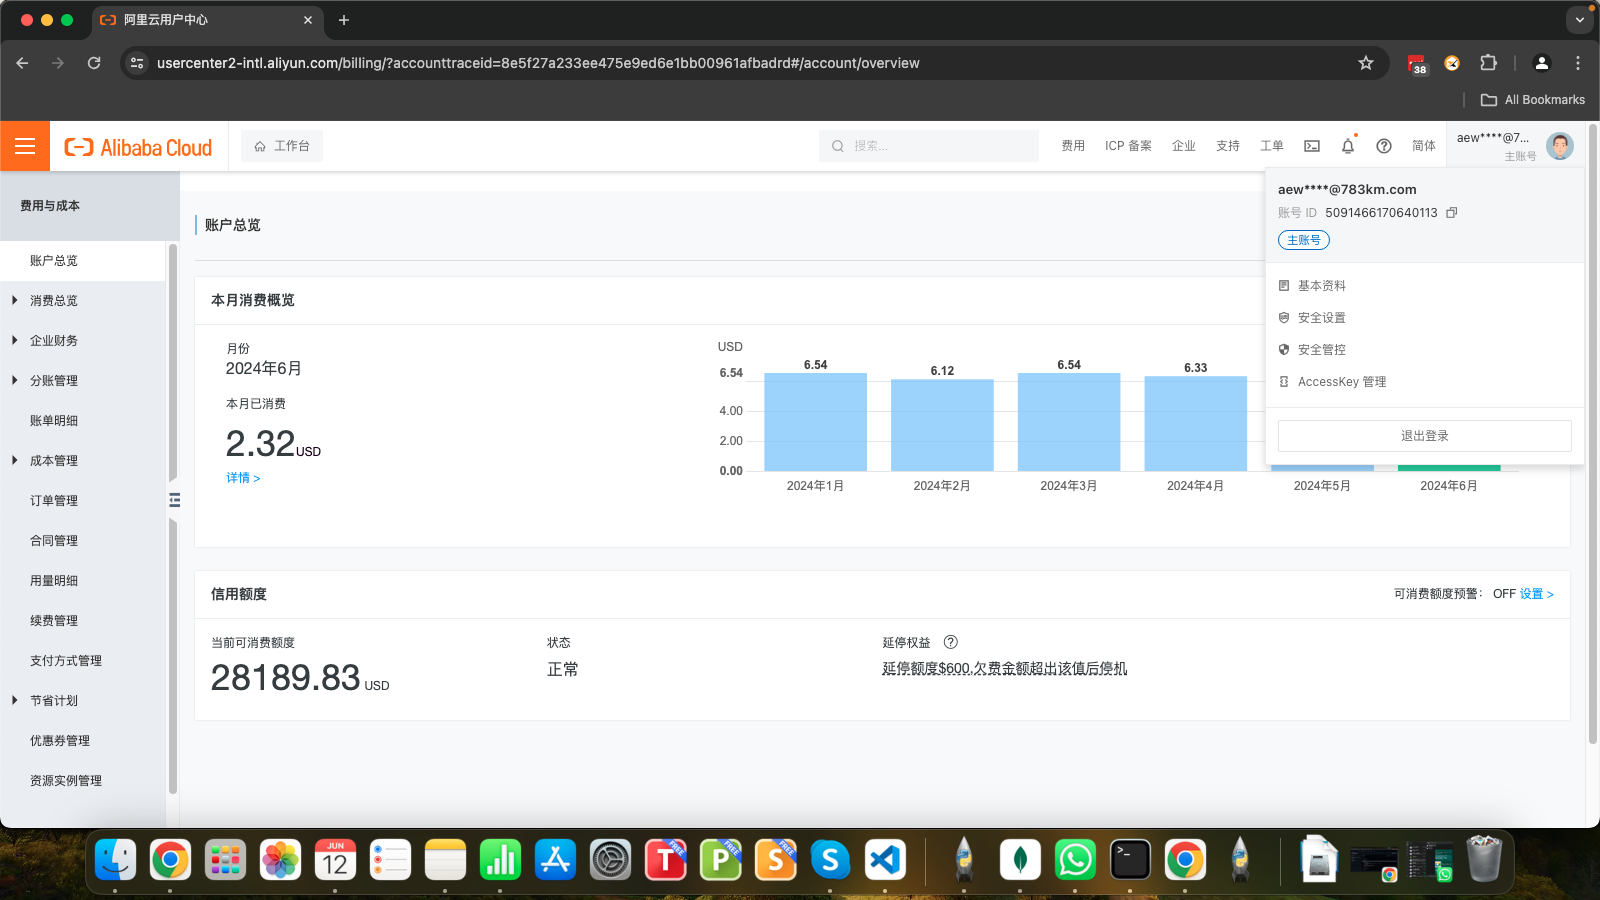 阿里云用户中心
usercenter2-intl.aliyun.com/billing/?accounttraceid=8e5f27a233ee475e9ed6e1bb00961afbadrd#/account/overview
38
All Bookmarks
Alibaba Cloud
工作台
搜索...
费用
ICP 备案
企业
支持
工单
简体
aew****@7...
主账号
aew****@783km.com
账号 ID 5091466170640113
主账号
基本资料
安全设置
安全管控
AccessKey 管理
退出登录
费用与成本
账户总览
消费总览
企业财务
分账管理
账单明细
成本管理
订单管理
合同管理
用量明细
续费管理
支付方式管理
节省计划
优惠券管理
资源实例管理
账户总览
本月消费概览
月份
2024年6月
本月已消费
2.32USD
详情 >
USD
6.54
4.00
2.00
0.00
6.54
6.12
6.54
6.33
2024年1月
2024年2月
2024年3月
2024年4月
2024年5月
2024年6月
信用额度
可消费额度预警： OFF 设置 >
当前可消费额度
28189.83 USD
状态
正常
延停权益
延停额度$600,欠费金额超出该值后停机
JUN
12
T
FREE
P
FREE
S
FREE
S